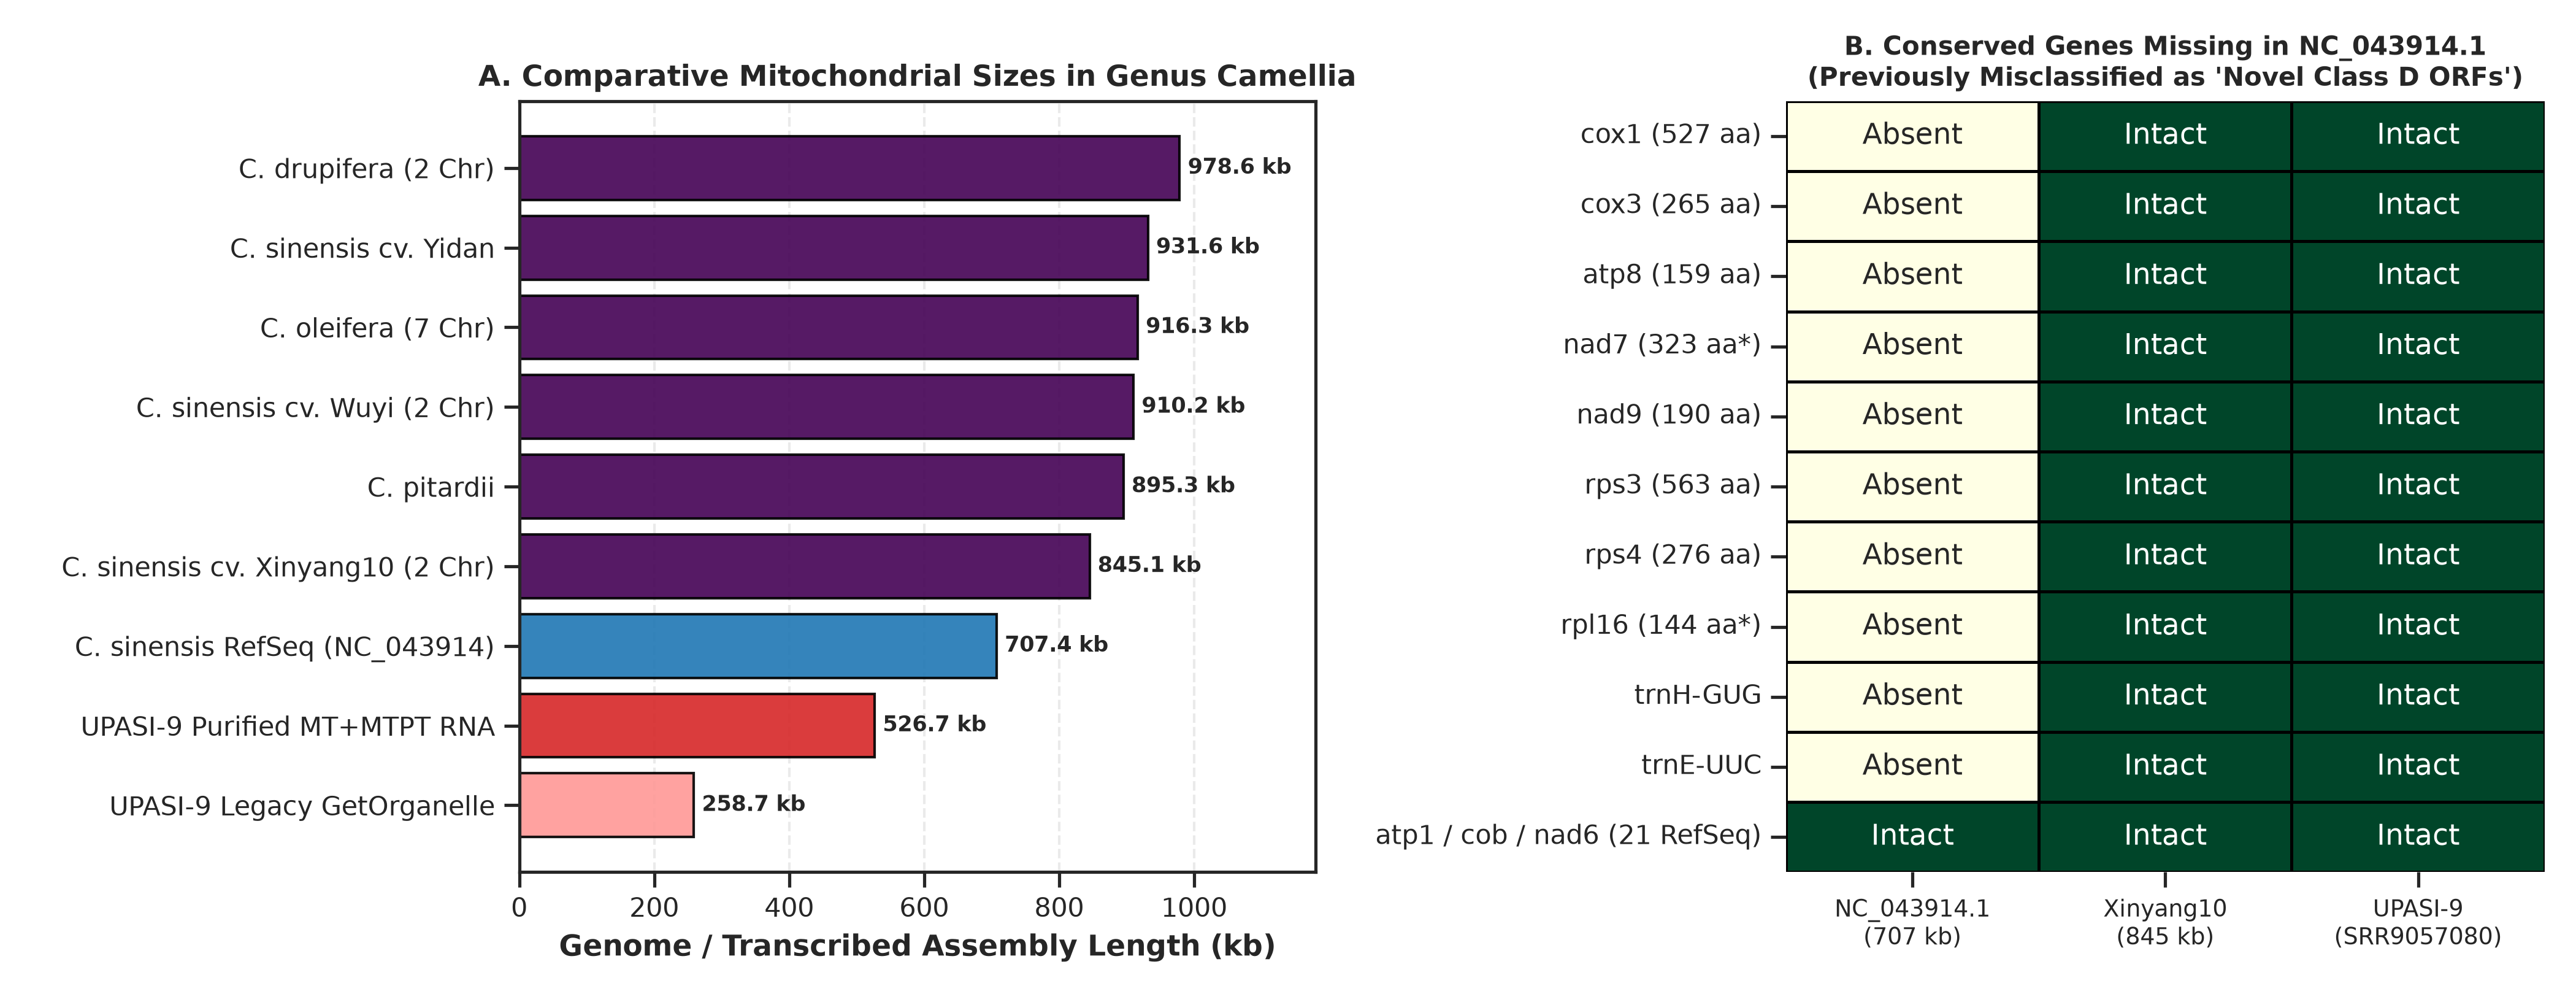 A. Comparative Mitochondrial Sizes in Genus Camellia
C. drupifera (2 Chr)
978.6 kb
C. sinensis cv. Yidan
931.6 kb
C. oleifera (7 Chr)
916.3 kb
C. sinensis cv. Wuyi (2 Chr)
910.2 kb
C. pitardii
895.3 kb
C. sinensis cv. Xinyang10 (2 Chr)
845.1 kb
C. sinensis RefSeq (NC_043914)
707.4 kb
UPASI-9 Purified MT+MTPT RNA
526.7 kb
UPASI-9 Legacy GetOrganelle
258.7 kb
0 200 400 600 800 1000
Genome / Transcribed Assembly Length (kb)
B. Conserved Genes Missing in NC_043914.1
(Previously Misclassified as 'Novel Class D ORFs')
cox1 (527 aa) Absent Intact Intact
cox3 (265 aa) Absent Intact Intact
atp8 (159 aa) Absent Intact Intact
nad7 (323 aa*) Absent Intact Intact
nad9 (190 aa) Absent Intact Intact
rps3 (563 aa) Absent Intact Intact
rps4 (276 aa) Absent Intact Intact
rpl16 (144 aa*) Absent Intact Intact
trnH-GUG Absent Intact Intact
trnE-UUC Absent Intact Intact
atp1 / cob / nad6 (21 RefSeq) Intact Intact Intact
NC_043914.1 Xinyang10 UPASI-9
(707 kb) (845 kb) (SRR9057080)